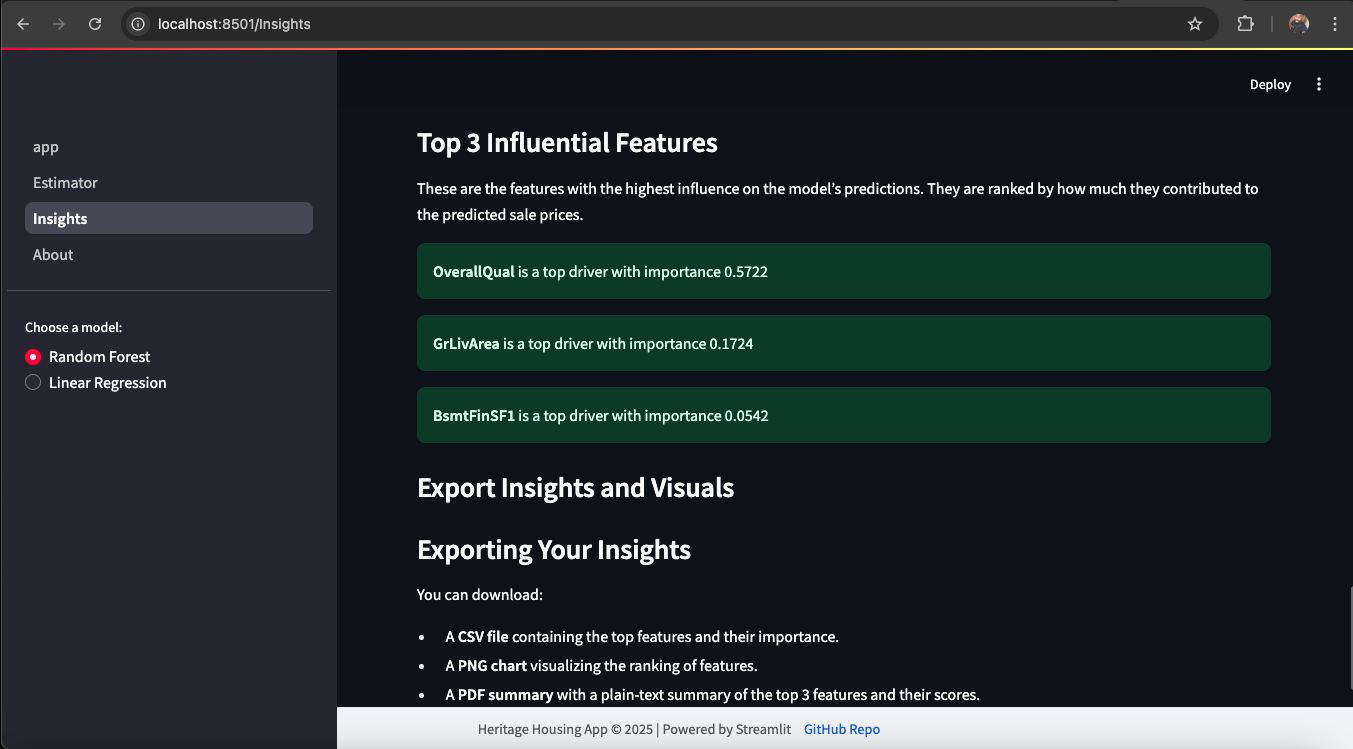 localhost:8501/Insights
Deploy
app
Estimator
Insights
About
Choose a model:
Random Forest
Linear Regression
Top 3 Influential Features
These are the features with the highest influence on the model’s predictions. They are ranked by how much they contributed to
the predicted sale prices.
OverallQual is a top driver with importance 0.5722
GrLivArea is a top driver with importance 0.1724
BsmtFinSF1 is a top driver with importance 0.0542
Export Insights and Visuals
Exporting Your Insights
You can download:
• A CSV file containing the top features and their importance.
• A PNG chart visualizing the ranking of features.
• A PDF summary with a plain-text summary of the top 3 features and their scores.
Heritage Housing App © 2025 | Powered by Streamlit GitHub Repo